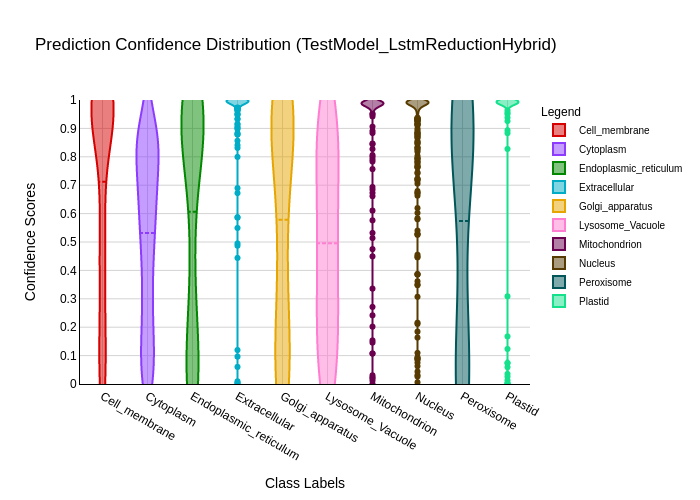 Prediction Confidence Distribution (TestModel_LstmReductionHybrid)
Confidence Scores
1
0.9
0.8
0.7
0.6
0.5
0.4
0.3
0.2
0.1
0
Cell_membrane
Cytoplasm
Endoplasmic_reticulum
Extracellular
Golgi_apparatus
Lysosome_Vacuole
Mitochondrion
Nucleus
Peroxisome
Plastid
Class Labels
Legend
Cell_membrane
Cytoplasm
Endoplasmic_reticulum
Extracellular
Golgi_apparatus
Lysosome_Vacuole
Mitochondrion
Nucleus
Peroxisome
Plastid